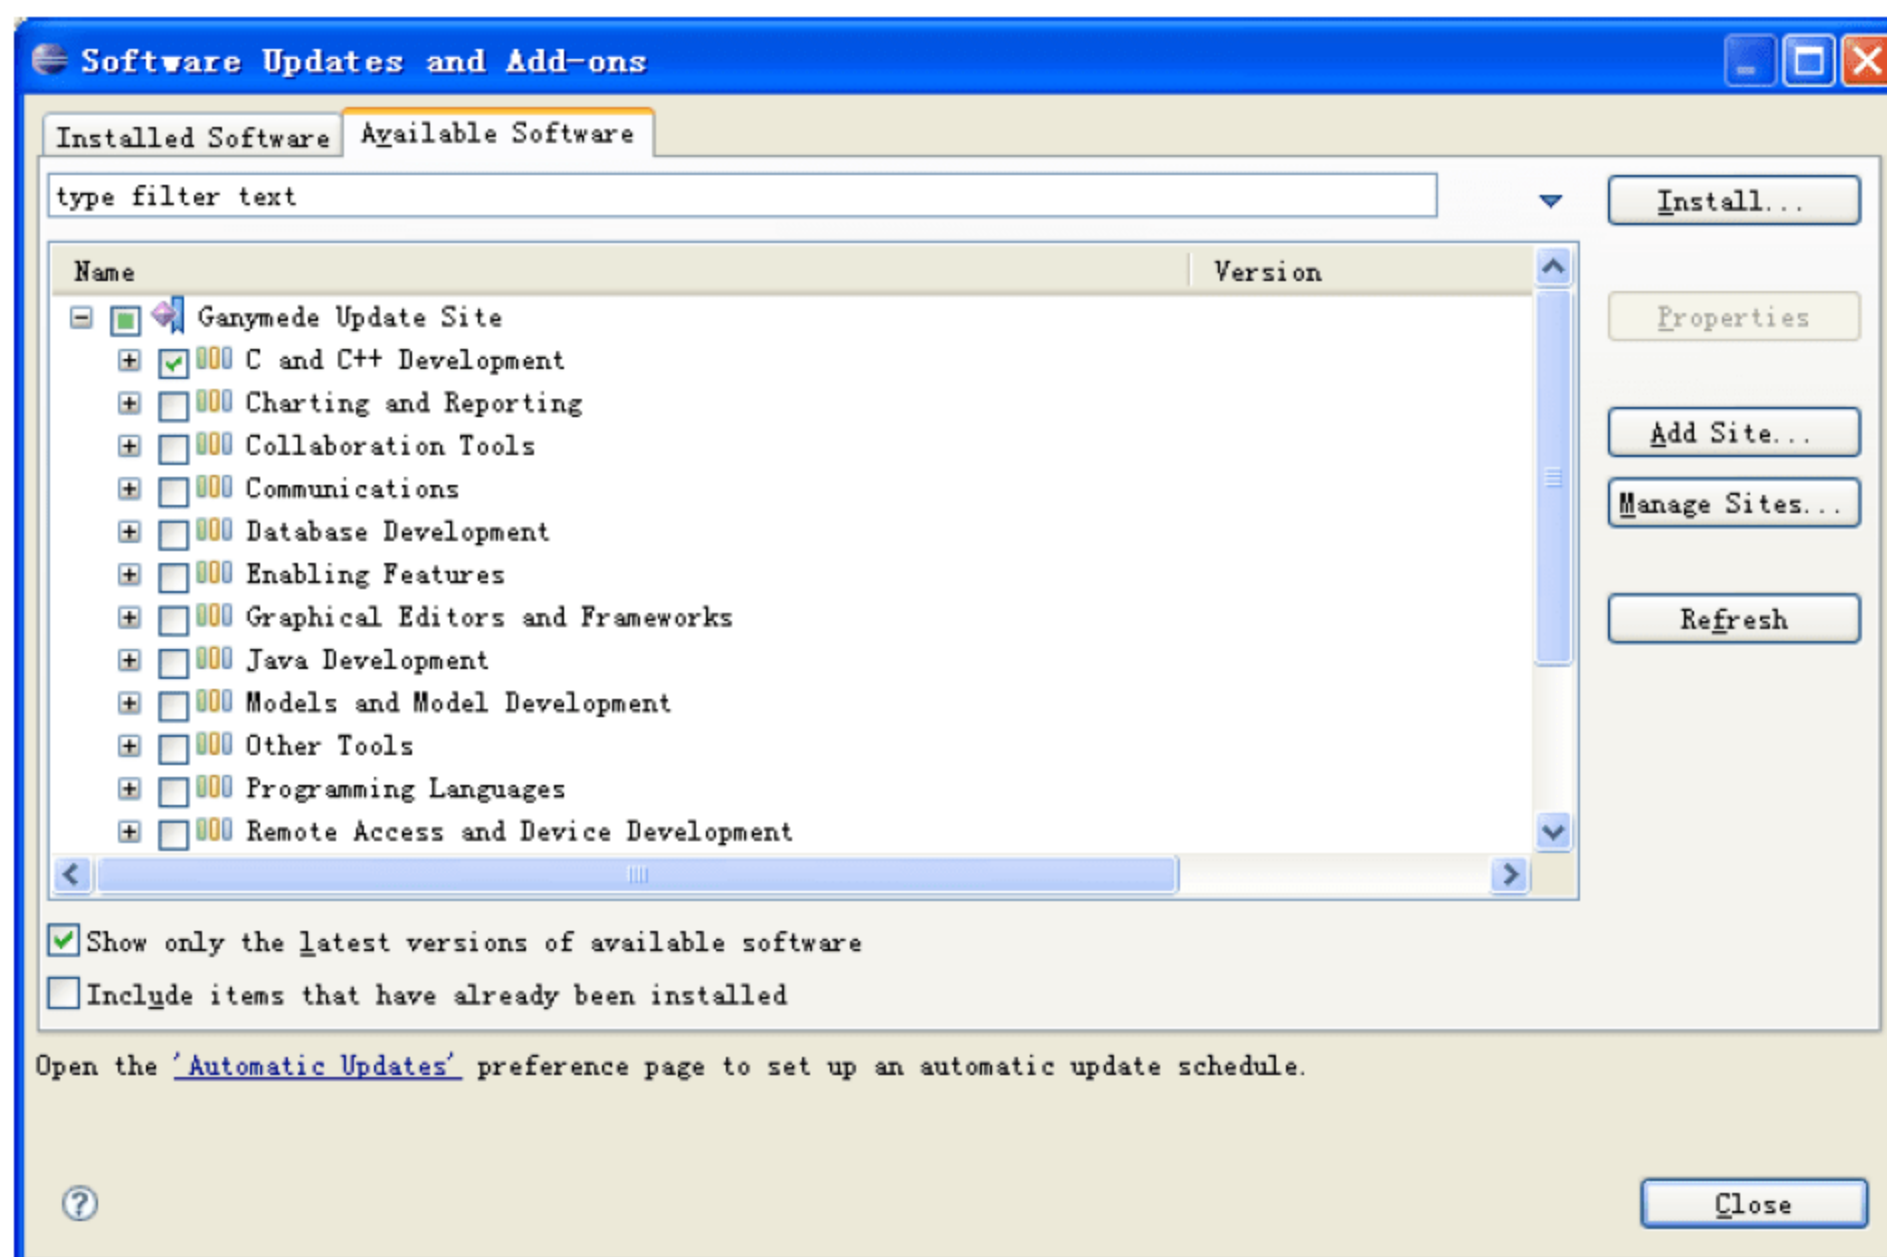 Software Updates and Add-ons
Installed Software
Available Software
type filter text
Install...
Name
Version
Ganymede Update Site
Properties
C and C++ Development
Charting and Reporting
Add Site...
Collaboration Tools
Communications
Manage Sites...
Database Development
Enabling Features
Graphical Editors and Frameworks
Refresh
Java Development
Models and Model Development
Other Tools
Programming Languages
Remote Access and Device Development
Show only the latest versions of available software
Include items that have already been installed
Open the 'Automatic Updates' preference page to set up an automatic update schedule.
?
Close